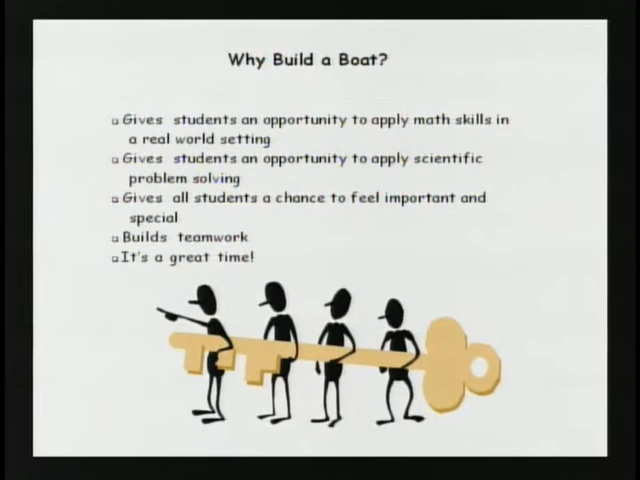 Why Build a Boat?
Gives students an opportunity to apply math skills in
a real world setting
Gives students an opportunity to apply scientific
problem solving
Gives all students a chance to feel important and
special
Builds teamwork
It's a great time!